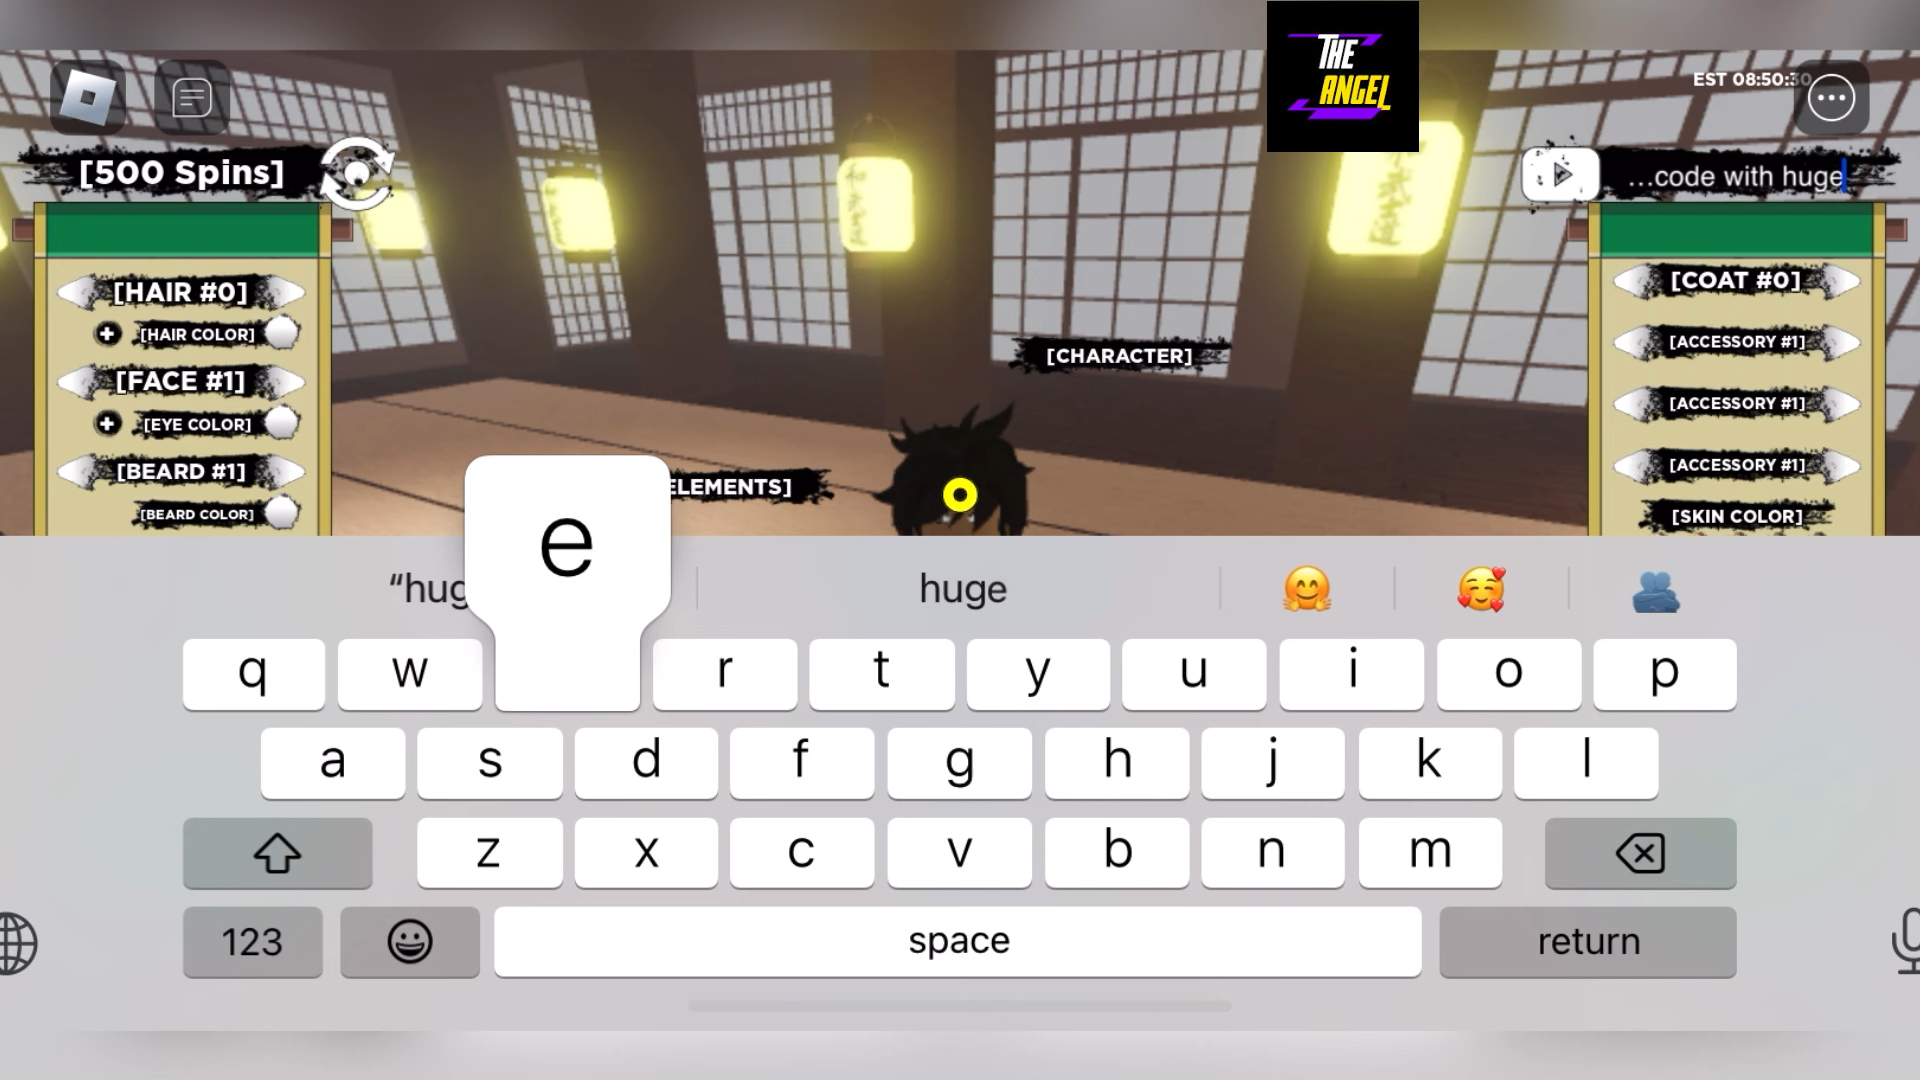 THE
ANGEL
EST 08:50:30
[500 Spins]
...code with huge
[HAIR #0]
[HAIR COLOR]
[FACE #1]
[EYE COLOR]
[BEARD #1]
[BEARD COLOR]
[CHARACTER]
ELEMENTS]
[COAT #0]
[ACCESSORY #1]
[ACCESSORY #1]
[ACCESSORY #1]
[SKIN COLOR]
e
“hug
huge
q w r t y u i o p
a s d f g h j k l
z x c v b n m
123 space return